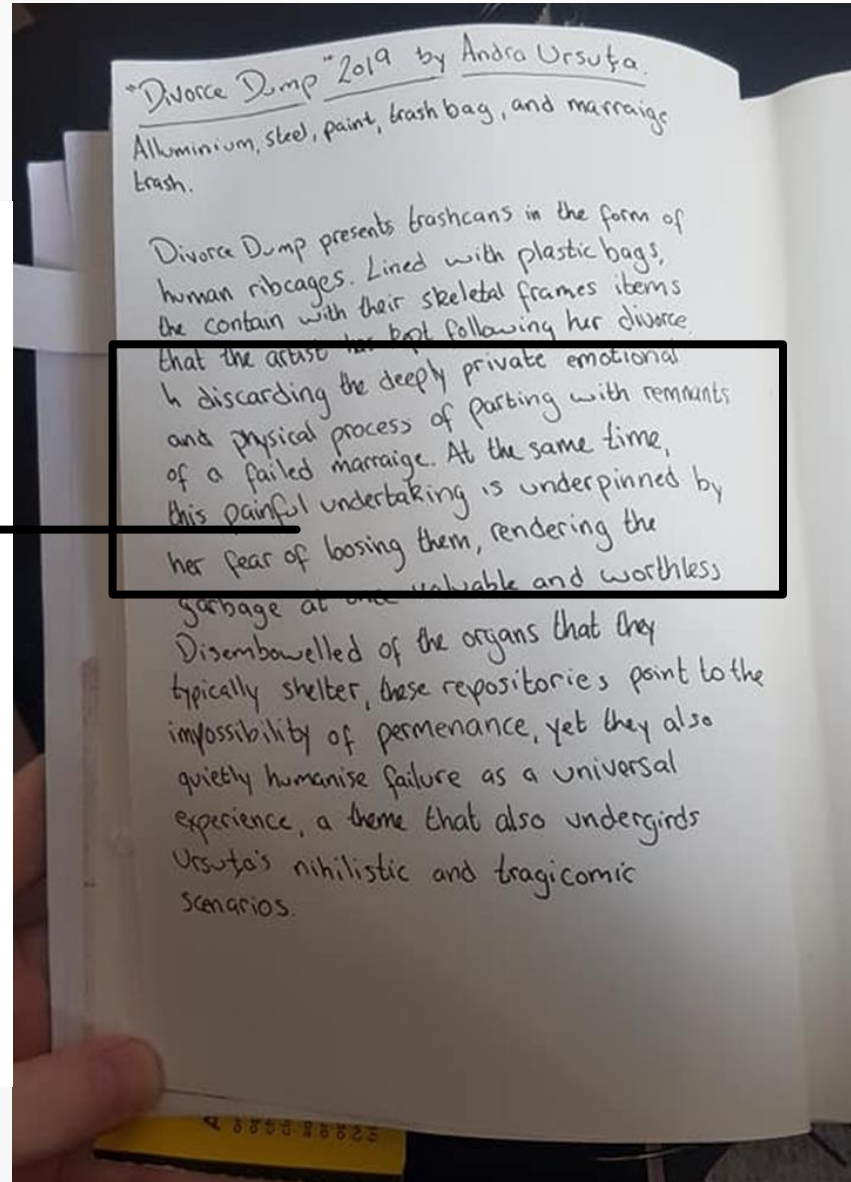 "Divorce Dump" 2019 by Andra Ursuța.
Alluminium, steel, paint, trash bag, and marraige
trash.
Divorce Dump presents trashcans in the form of
human ribcages. Lined with plastic bags,
the contain with their skeletal frames items
that the artist has kept following her divorce
discarding the deeply private emotional
and physical process of parting with remnants
of a failed marraige. At the same time,
this painful undertaking is underpinned by
her fear of loosing them, rendering the
garbage at once valuable and worthless
Disembowelled of the organs that they
typically shelter, these repositories point to the
impossibility of permenance, yet they also
quietly humanise failure as a universal
experience, a theme that also undergirds
Ursuța's nihilistic and tragicomic
scenarios.